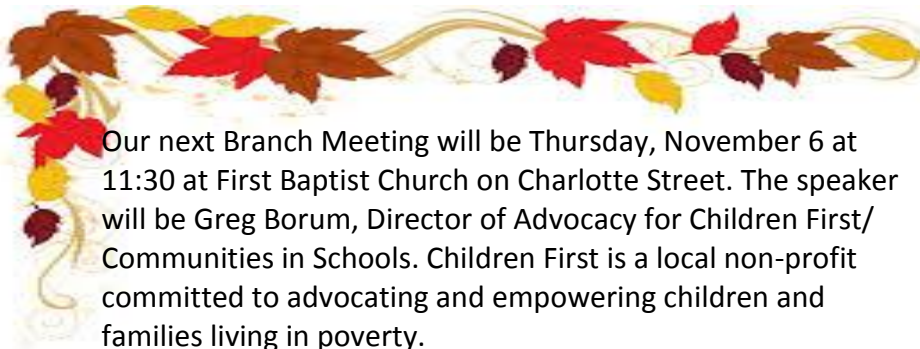 Our next Branch Meeting will be Thursday, November 6 at
11:30 at First Baptist Church on Charlotte Street. The speaker
will be Greg Borum, Director of Advocacy for Children First/
Communities in Schools. Children First is a local non-profit
committed to advocating and empowering children and
families living in poverty.